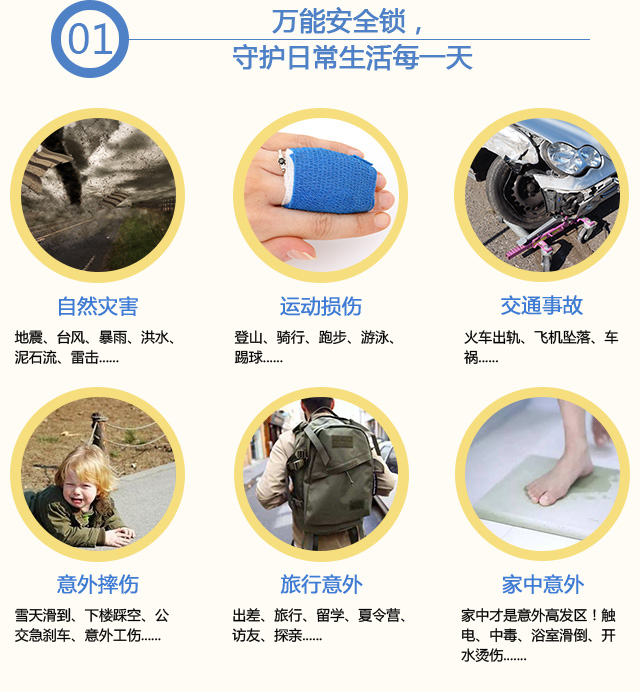 01
万能安全锁，
守护日常生活每一天
自然灾害
地震、台风、暴雨、洪水、
泥石流、雷击......
运动损伤
登山、骑行、跑步、游泳、
踢球......
交通事故
火车出轨、飞机坠落、车
祸......
意外摔伤
雪天滑到、下楼踩空、公
交急刹车、意外工伤......
旅行意外
出差、旅行、留学、夏令营、
访友、探亲......
家中意外
家中才是意外高发区！触
电、中毒、浴室滑倒、开
水烫伤.......